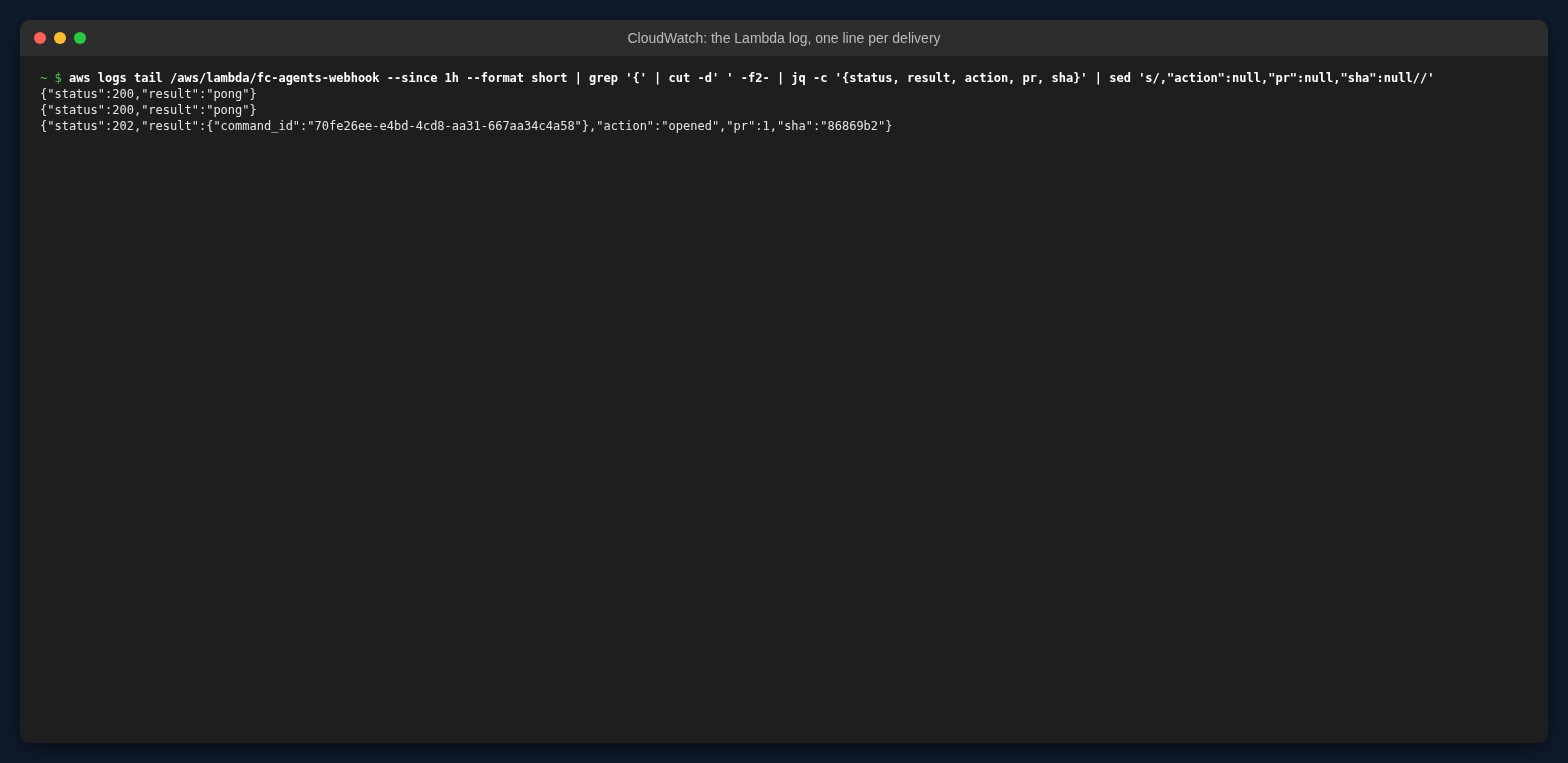 CloudWatch: the Lambda log, one line per delivery
~ $ aws logs tail /aws/lambda/fc-agents-webhook --since 1h --format short | grep '{' | cut -d' ' -f2- | jq -c '{status, result, action, pr, sha}' | sed 's/,"action":null,"pr":null,"sha":null//'
{"status":200,"result":"pong"}
{"status":200,"result":"pong"}
{"status":202,"result":{"command_id":"70fe26ee-e4bd-4cd8-aa31-667aa34c4a58"},"action":"opened","pr":1,"sha":"86869b2"}